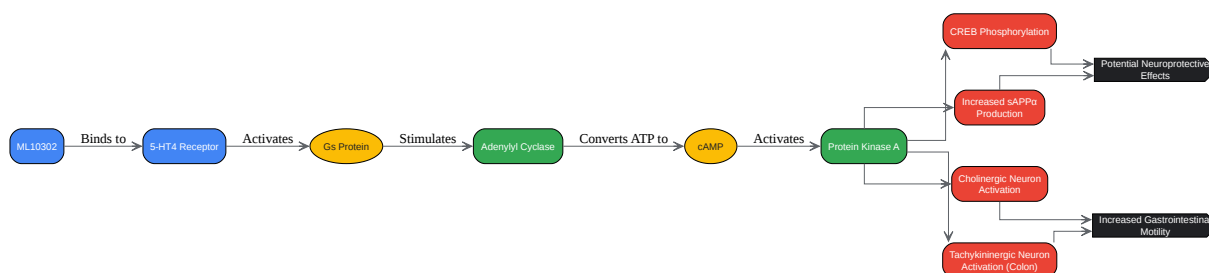 CREB Phosphorylation
Potential Neuroprotective
Effects
Increased sAPPα
Production
ML10302
Binds to
5-HT4 Receptor
Activates
Gs Protein
Stimulates
Adenylyl Cyclase
Converts ATP to
cAMP
Activates
Protein Kinase A
Cholinergic Neuron
Activation
Increased Gastrointestina
Motility
Tachykininergic Neuron
Activation (Colon)